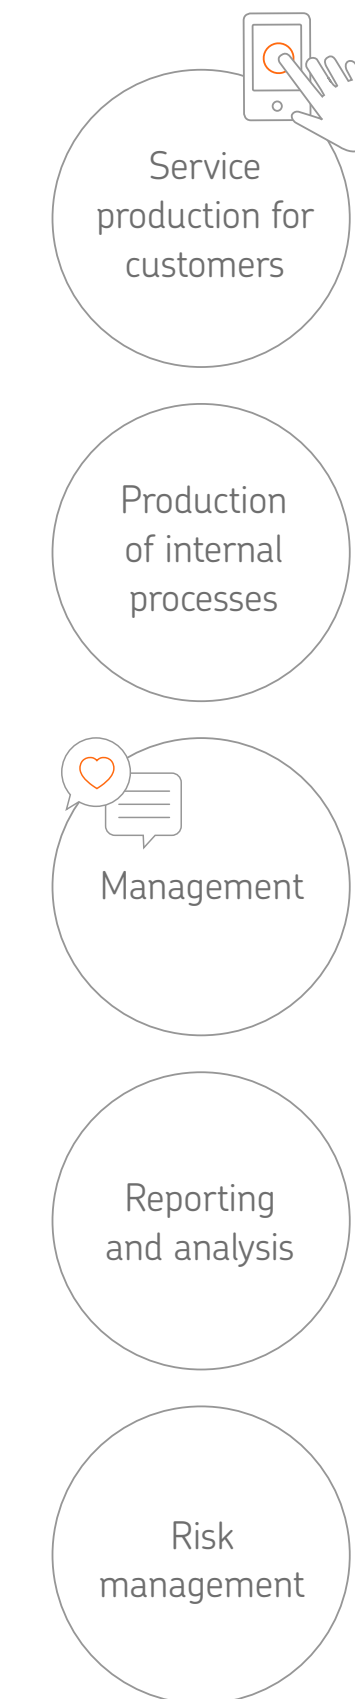 Service
production for
customers
Production
of internal
processes
Management
Reporting
and analysis
Risk
management